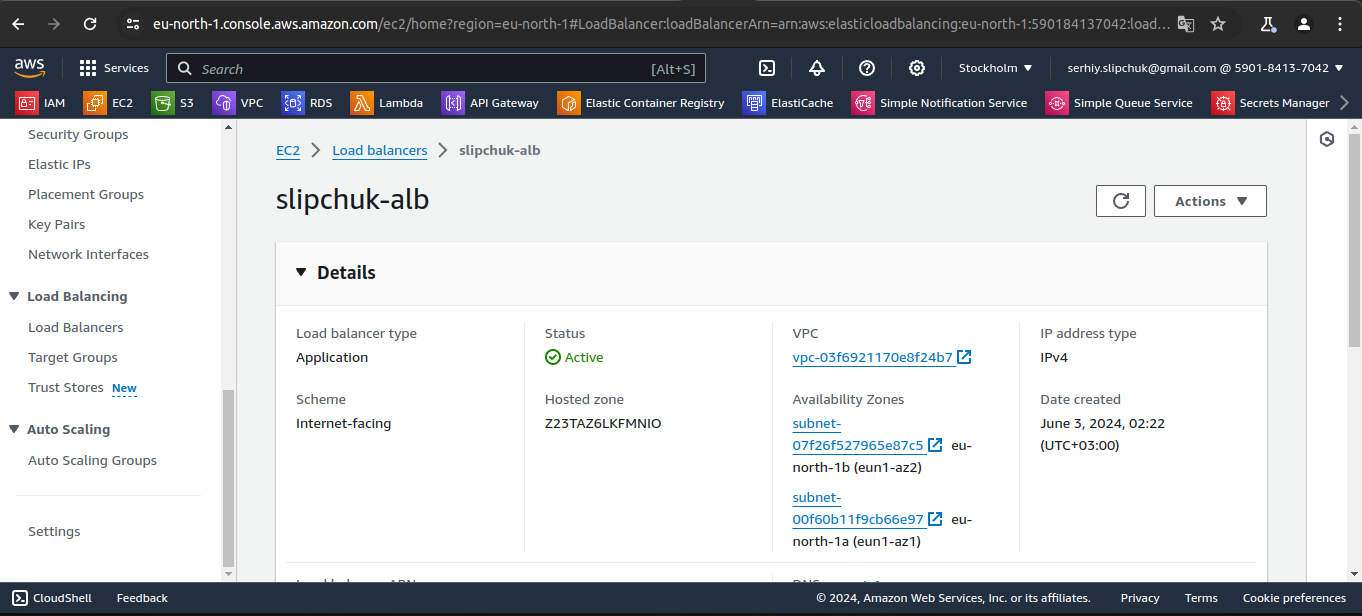 eu-north-1.console.aws.amazon.com/ec2/home?region=eu-north-1#LoadBalancer:loadBalancerArn=arn:aws:elasticloadbalancing:eu-north-1:590184137042:load...
aws Services Search [Alt+S] Stockholm serhiy.slipchuk@gmail.com @ 5901-8413-7042
IAM EC2 S3 VPC RDS Lambda API Gateway Elastic Container Registry ElastiCache Simple Notification Service Simple Queue Service Secrets Manager
Security Groups
Elastic IPs
Placement Groups
Key Pairs
Network Interfaces
Load Balancing
Load Balancers
Target Groups
Trust Stores New
Auto Scaling
Auto Scaling Groups
Settings
EC2 Load balancers slipchuk-alb
slipchuk-alb
Actions
Details
Load balancer type
Application
Status
Active
VPC
vpc-03f6921170e8f24b7
IP address type
IPv4
Scheme
Internet-facing
Hosted zone
Z23TAZ6LKFMNIO
Availability Zones
subnet-
07f26f527965e87c5 eu-
north-1b (eun1-az2)
subnet-
00f60b11f9cb66e97 eu-
north-1a (eun1-az1)
Date created
June 3, 2024, 02:22
(UTC+03:00)
CloudShell Feedback © 2024, Amazon Web Services, Inc. or its affiliates. Privacy Terms Cookie preferences